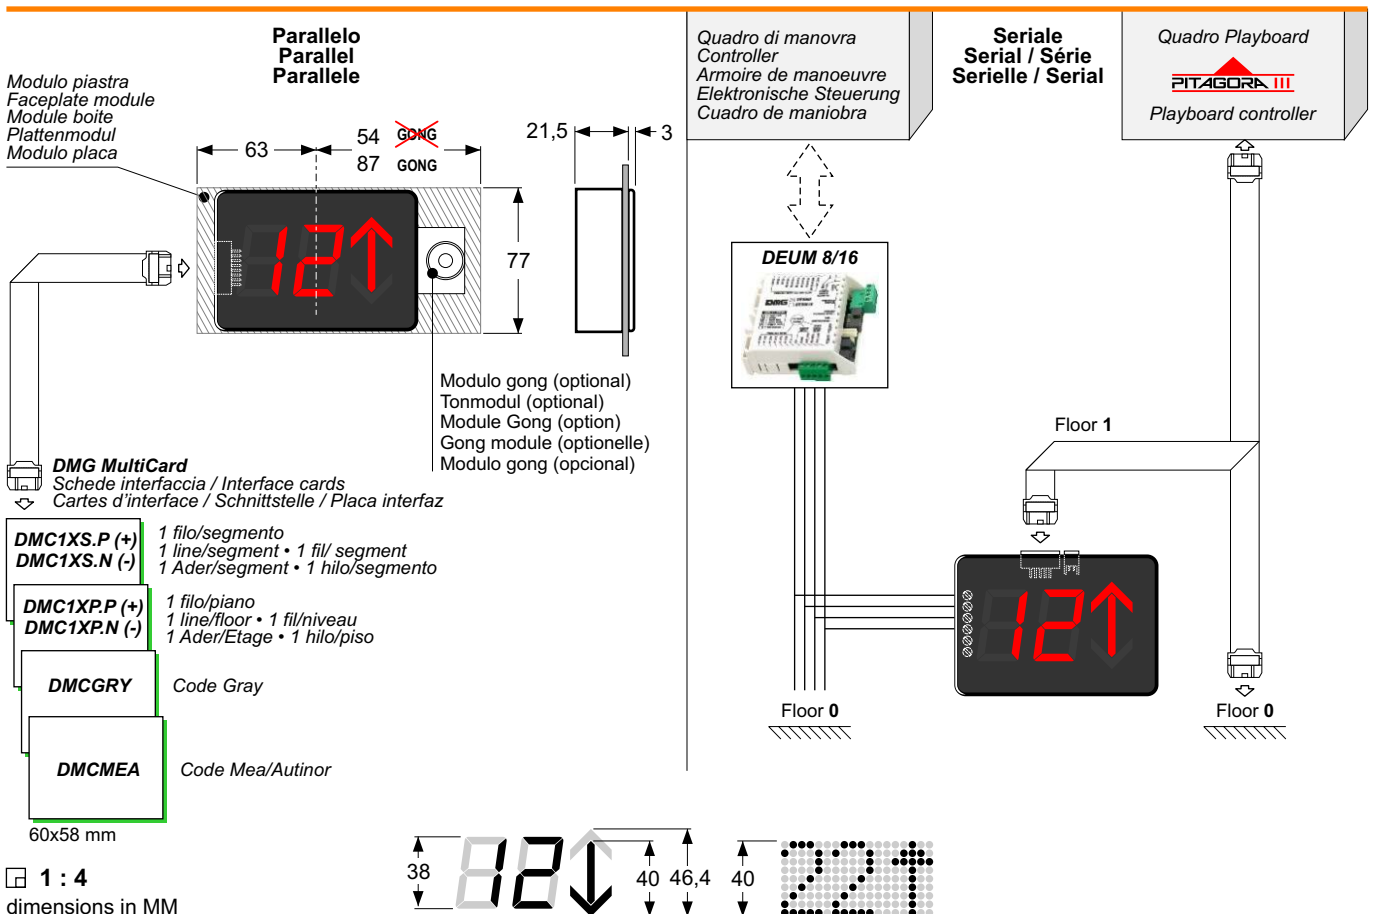 Parallelo
Parallel
Parallele
Modulo piastra
Faceplate module
Module boite
Plattenmodul
Modulo placa
63
54 GONG
87 GONG
21,5
3
77
12
Modulo gong (optional)
Tonmodul (optional)
Module Gong (option)
Gong module (optionelle)
Modulo gong (opcional)
DMG MultiCard
Schede interfaccia / Interface cards
Cartes d'interface / Schnittstelle / Placa interfaz
DMC1XS.P (+)
DMC1XS.N (-)
1 filo/segmento
1 line/segment • 1 fil/ segment
1 Ader/segment • 1 hilo/segmento
DMC1XP.P (+)
DMC1XP.N (-)
1 filo/piano
1 line/floor • 1 fil/niveau
1 Ader/Etage • 1 hilo/piso
DMCGRY
Code Gray
DMCMEA
Code Mea/Autinor
60x58 mm
1 : 4
dimensions in MM
Quadro di manovra
Controller
Armoire de manoeuvre
Elektronische Steuerung
Cuadro de maniobra
Seriale
Serial / Série
Serielle / Serial
Quadro Playboard
PITAGORA III
Playboard controller
DEUM 8/16
DMG
Floor 1
12
Floor 0
Floor 0
38
12
40
46,4
40
22